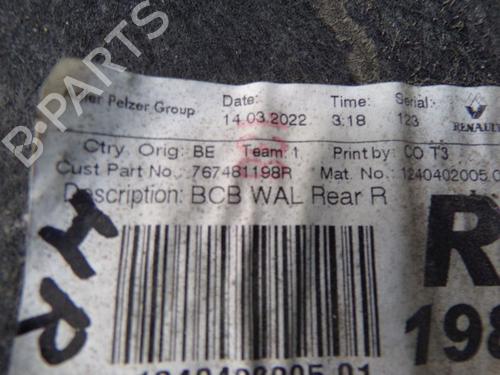 Pelzer Group Date: Time: Serial:
14.03.2022 3:18 123 RENAULT
Ctry. Orig: BE Team: 1 Print by: CO T3
Cust Part No.: 767481198R Mat. No.: 1240402005.0
Description: BCB WAL Rear R
R
198
HR
B-PARTS